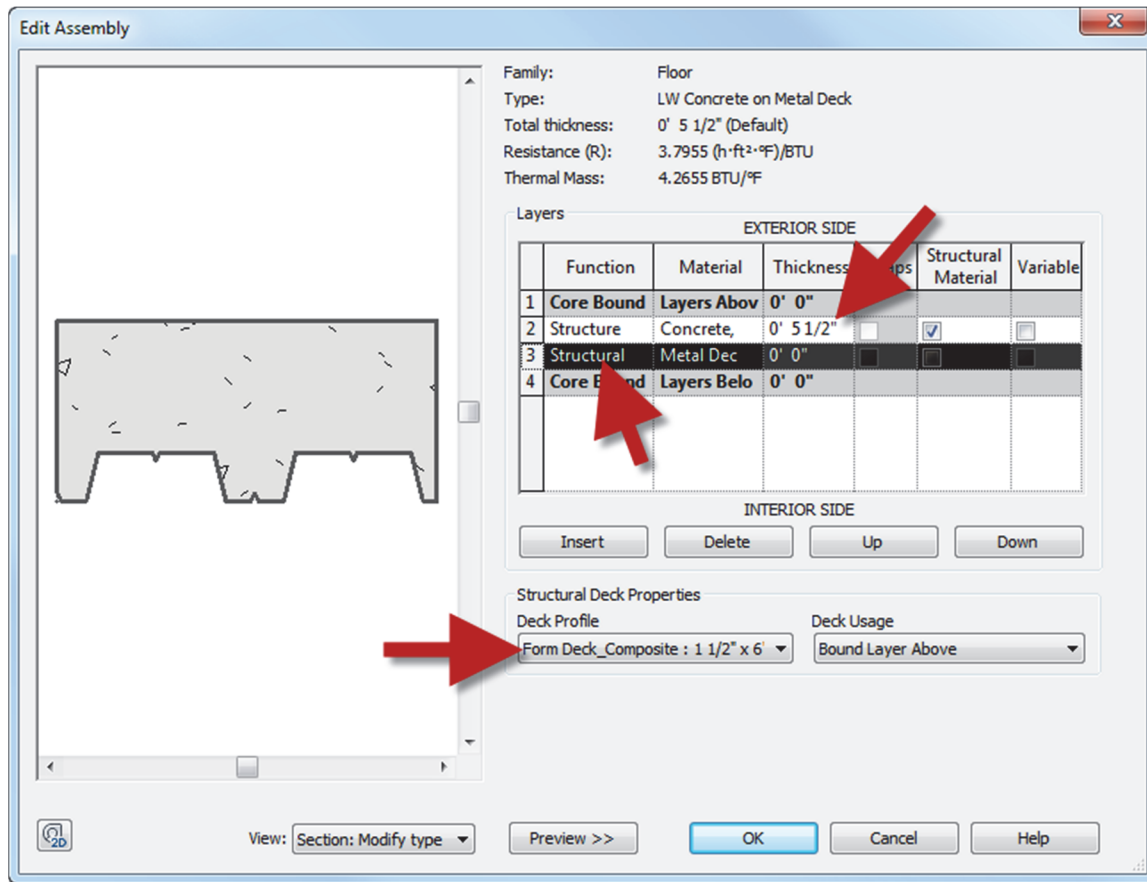 Edit Assembly
Family: Floor
Type: LW Concrete on Metal Deck
Total thickness: 0' 5 1/2" (Default)
Resistance (R): 3.7955 (h·ft²·°F)/BTU
Thermal Mass: 4.2655 BTU/°F
Layers
EXTERIOR SIDE
Function Material Thickness Structural Material Variable
1 Core Bound Layers Abov 0' 0"
2 Structure Concrete, 0' 5 1/2"
3 Structural Metal Dec 0' 0"
4 Core Layers Belo 0' 0"
INTERIOR SIDE
Insert Delete Up Down
Structural Deck Properties
Deck Profile Deck Usage
Form Deck_Composite : 1 1/2" x 6' Bound Layer Above
2D View: Section: Modify type Preview >> OK Cancel Help